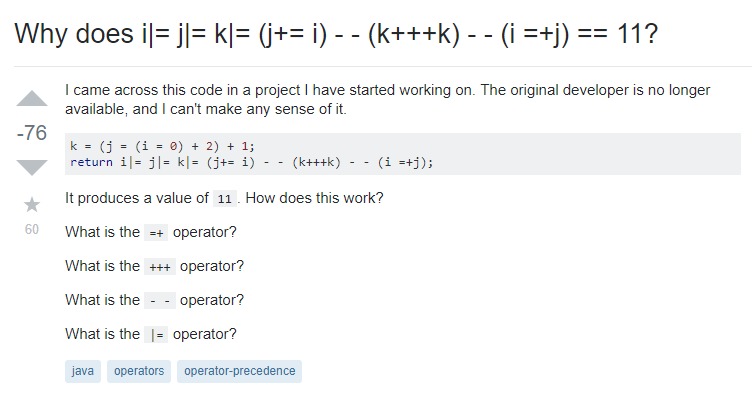 Why does i|= j|= k|= (j+= i) - - (k+++k) - - (i =+j) == 11?
I came across this code in a project I have started working on. The original developer is no longer
available, and I can't make any sense of it.
-76
k = (j = (i = 0) + 2) + 1;
return i|= j|= k|= (j+= i) - - (k+++k) - - (i =+j);
It produces a value of 11 . How does this work?
60
What is the =+ operator?
What is the +++ operator?
What is the - - operator?
What is the |= operator?
java operators operator-precedence